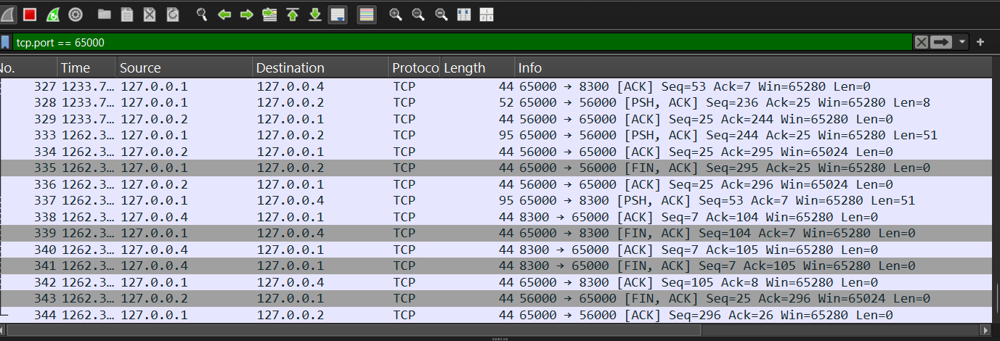 tcp.port == 65000
No. Time Source Destination Protoco Length Info
327 1233.7… 127.0.0.1 127.0.0.4 TCP 44 65000 → 8300 [ACK] Seq=53 Ack=7 Win=65280 Len=0
328 1233.7… 127.0.0.1 127.0.0.2 TCP 52 65000 → 56000 [PSH, ACK] Seq=236 Ack=25 Win=65280 Len=8
329 1233.7… 127.0.0.2 127.0.0.1 TCP 44 56000 → 65000 [ACK] Seq=25 Ack=244 Win=65280 Len=0
333 1262.3… 127.0.0.1 127.0.0.2 TCP 95 65000 → 56000 [PSH, ACK] Seq=244 Ack=25 Win=65280 Len=51
334 1262.3… 127.0.0.2 127.0.0.1 TCP 44 56000 → 65000 [ACK] Seq=25 Ack=295 Win=65024 Len=0
335 1262.3… 127.0.0.1 127.0.0.2 TCP 44 65000 → 56000 [FIN, ACK] Seq=295 Ack=25 Win=65280 Len=0
336 1262.3… 127.0.0.2 127.0.0.1 TCP 44 56000 → 65000 [ACK] Seq=25 Ack=296 Win=65024 Len=0
337 1262.3… 127.0.0.1 127.0.0.4 TCP 95 65000 → 8300 [PSH, ACK] Seq=53 Ack=7 Win=65280 Len=51
338 1262.3… 127.0.0.4 127.0.0.1 TCP 44 8300 → 65000 [ACK] Seq=7 Ack=104 Win=65280 Len=0
339 1262.3… 127.0.0.1 127.0.0.4 TCP 44 65000 → 8300 [FIN, ACK] Seq=104 Ack=7 Win=65280 Len=0
340 1262.3… 127.0.0.4 127.0.0.1 TCP 44 8300 → 65000 [ACK] Seq=7 Ack=105 Win=65280 Len=0
341 1262.3… 127.0.0.4 127.0.0.1 TCP 44 8300 → 65000 [FIN, ACK] Seq=7 Ack=105 Win=65280 Len=0
342 1262.3… 127.0.0.1 127.0.0.4 TCP 44 65000 → 8300 [ACK] Seq=105 Ack=8 Win=65280 Len=0
343 1262.3… 127.0.0.2 127.0.0.1 TCP 44 56000 → 65000 [FIN, ACK] Seq=25 Ack=296 Win=65024 Len=0
344 1262.3… 127.0.0.1 127.0.0.2 TCP 44 65000 → 56000 [ACK] Seq=296 Ack=26 Win=65280 Len=0